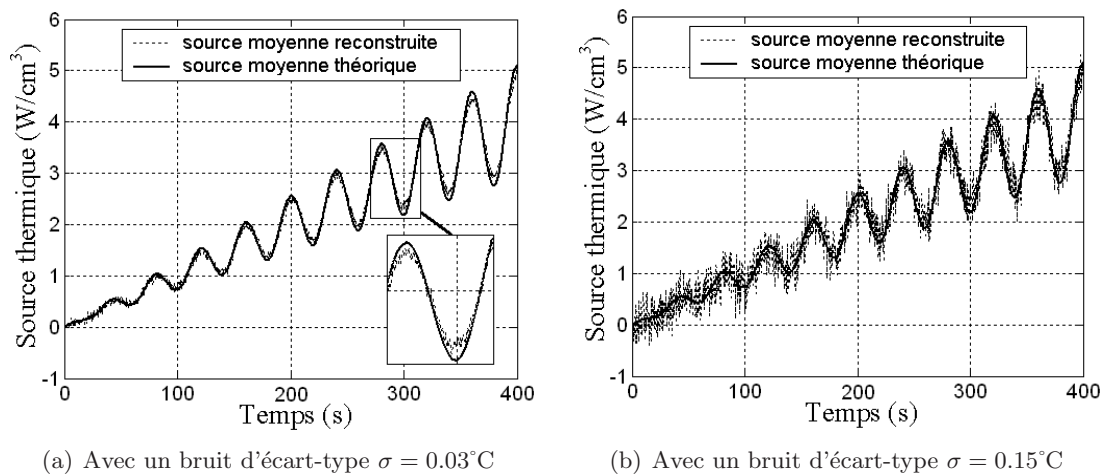 6
5
4
3
2
1
0
-1
Source thermique (W/cm³)
source moyenne reconstruite
source moyenne théorique
0 100 200 300 400
Temps (s)
(a) Avec un bruit d'écart-type σ = 0.03°C
6
5
4
3
2
1
0
-1
Source thermique (W/cm³)
source moyenne reconstruite
source moyenne théorique
0 100 200 300 400
Temps (s)
(b) Avec un bruit d'écart-type σ = 0.15°C